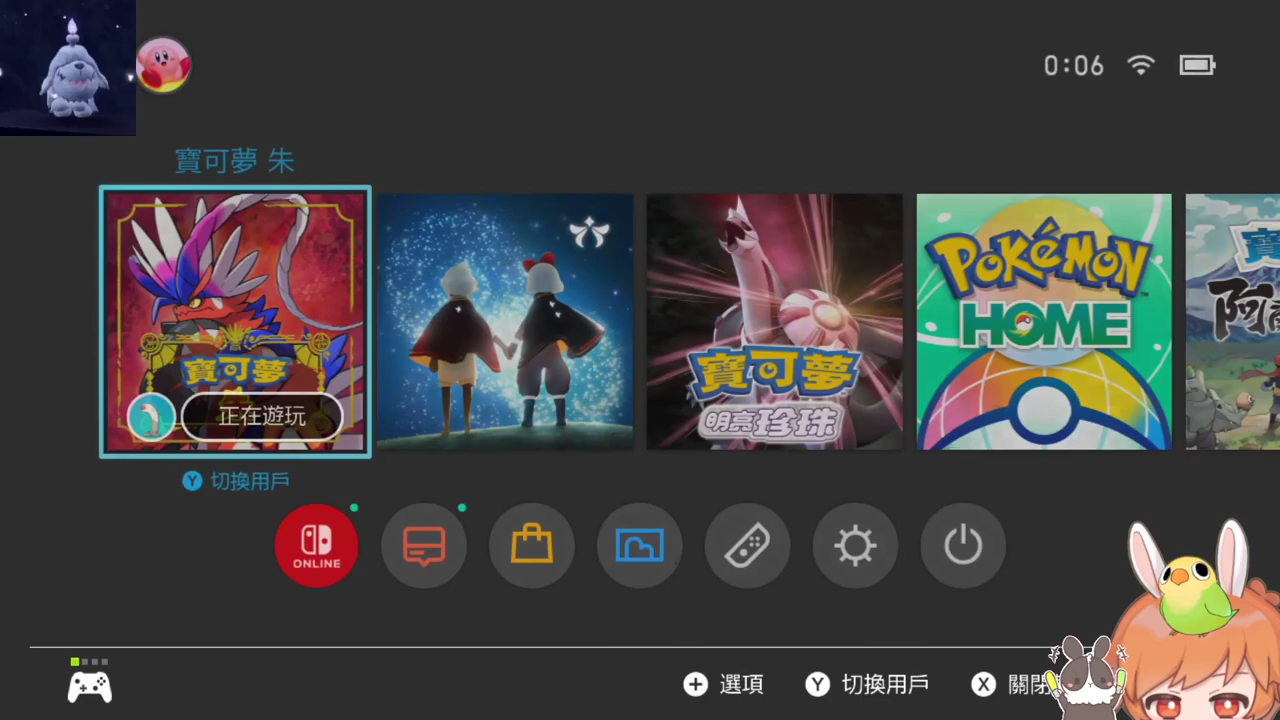 0:06
寶可夢 朱
寶可夢
正在遊玩
寶可夢
明亮珍珠
POKéMON
HOME
寶
阿
Y 切換用戶
ONLINE
+ 選項
Y 切換用戶
X 關閉